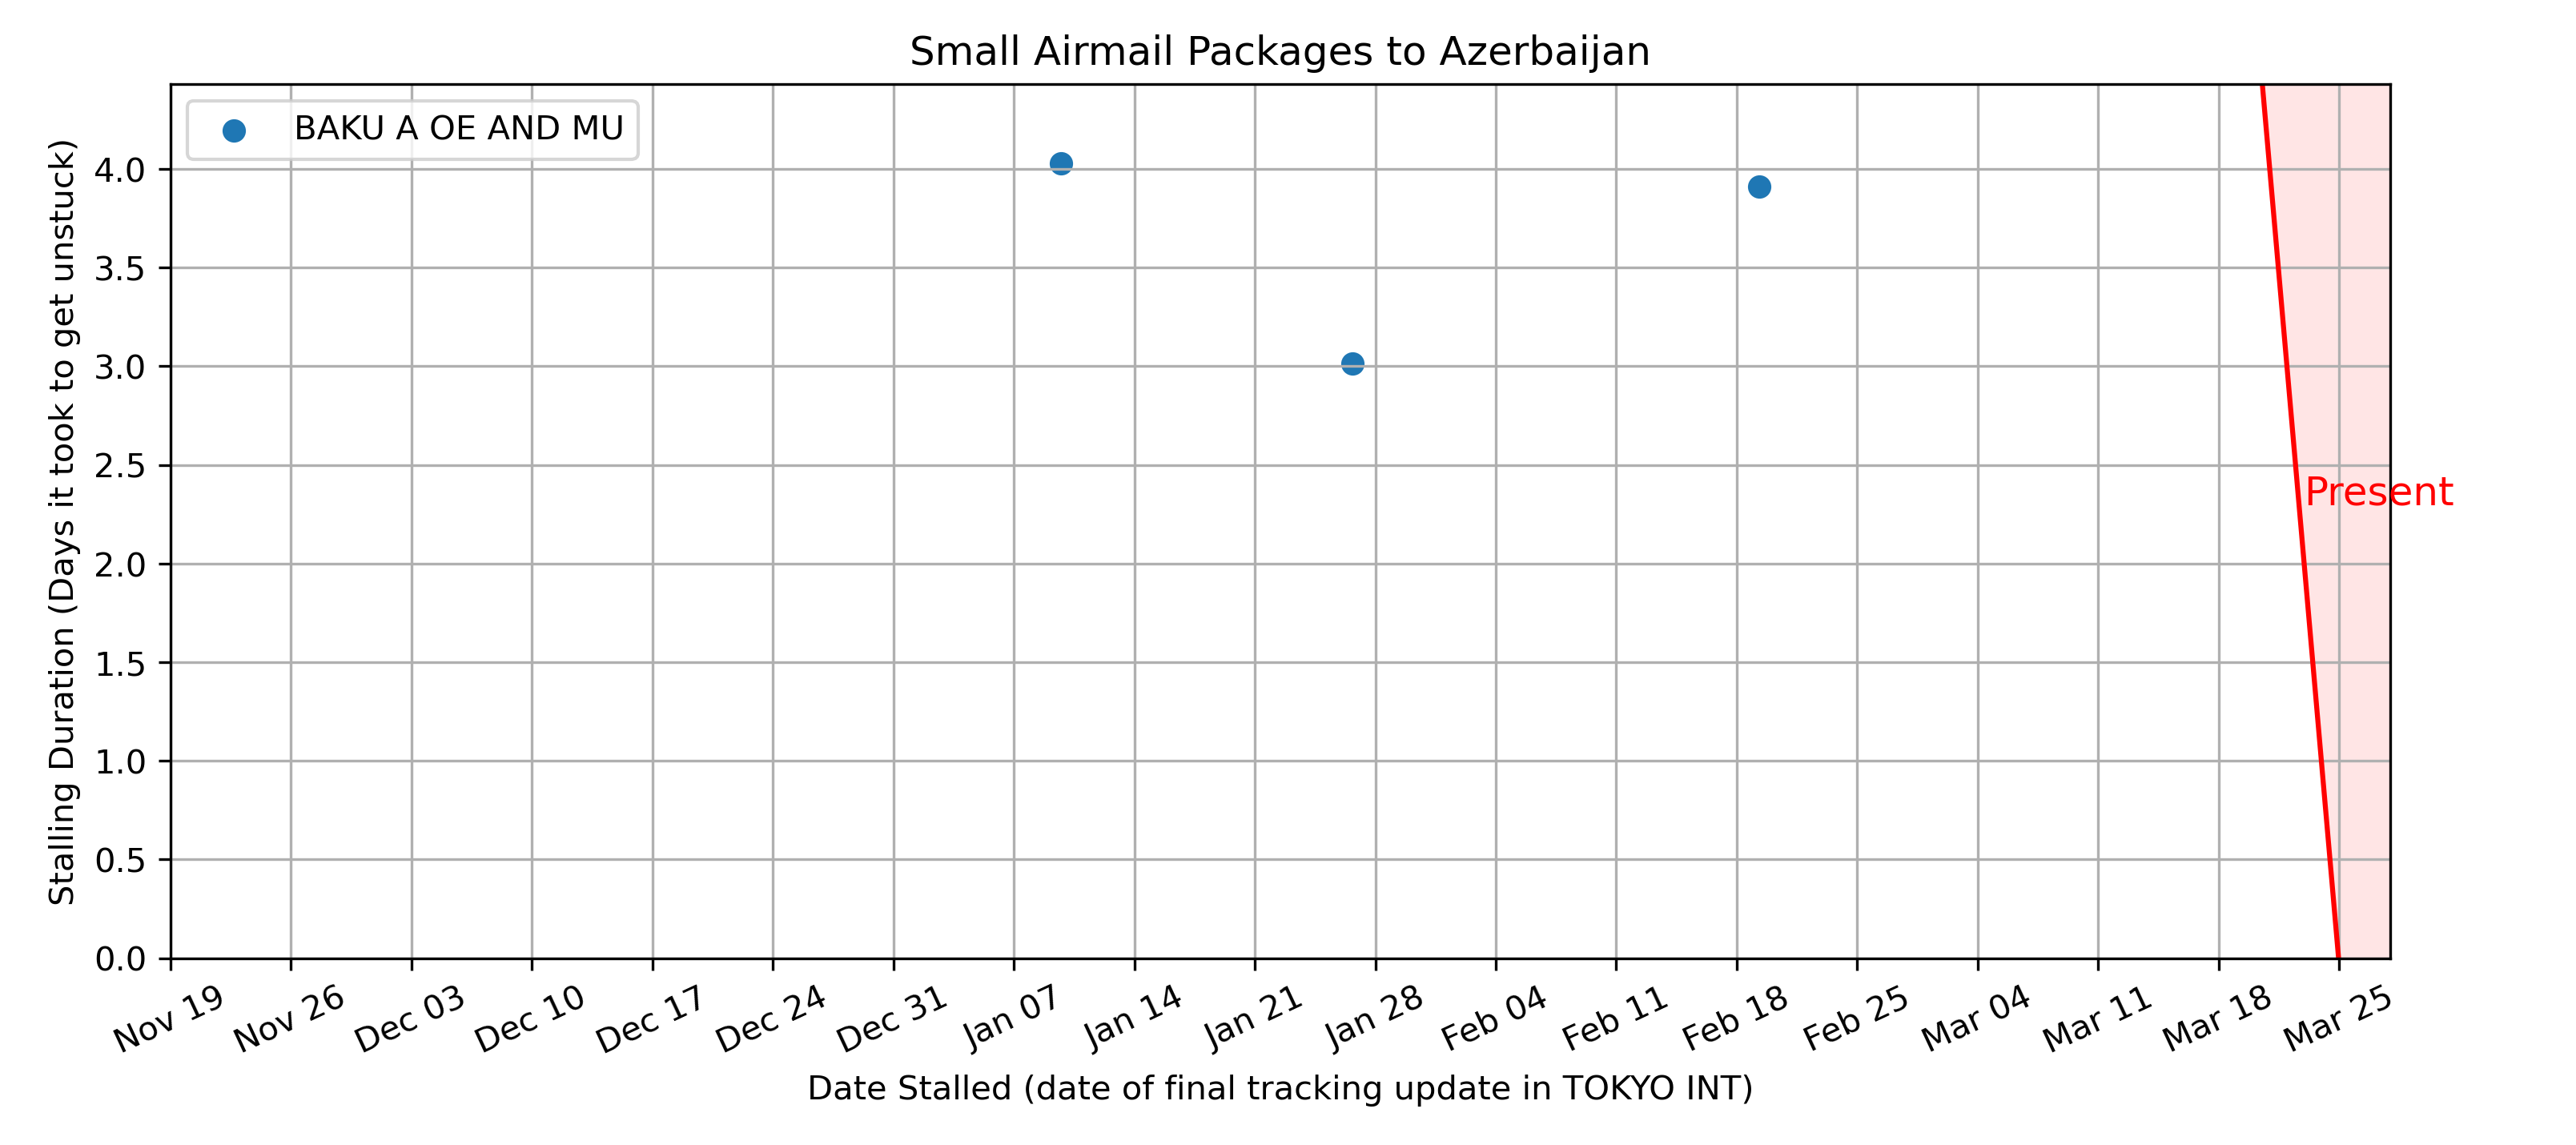 Small Airmail Packages to Azerbaijan
BAKU A OE AND MU
Stalling Duration (Days it took to get unstuck)
4.0
3.5
3.0
2.5
2.0
1.5
1.0
0.5
0.0
Present
Nov 19
Nov 26
Dec 03
Dec 10
Dec 17
Dec 24
Dec 31
Jan 07
Jan 14
Jan 21
Jan 28
Feb 04
Feb 11
Feb 18
Feb 25
Mar 04
Mar 11
Mar 18
Mar 25
Date Stalled (date of final tracking update in TOKYO INT)